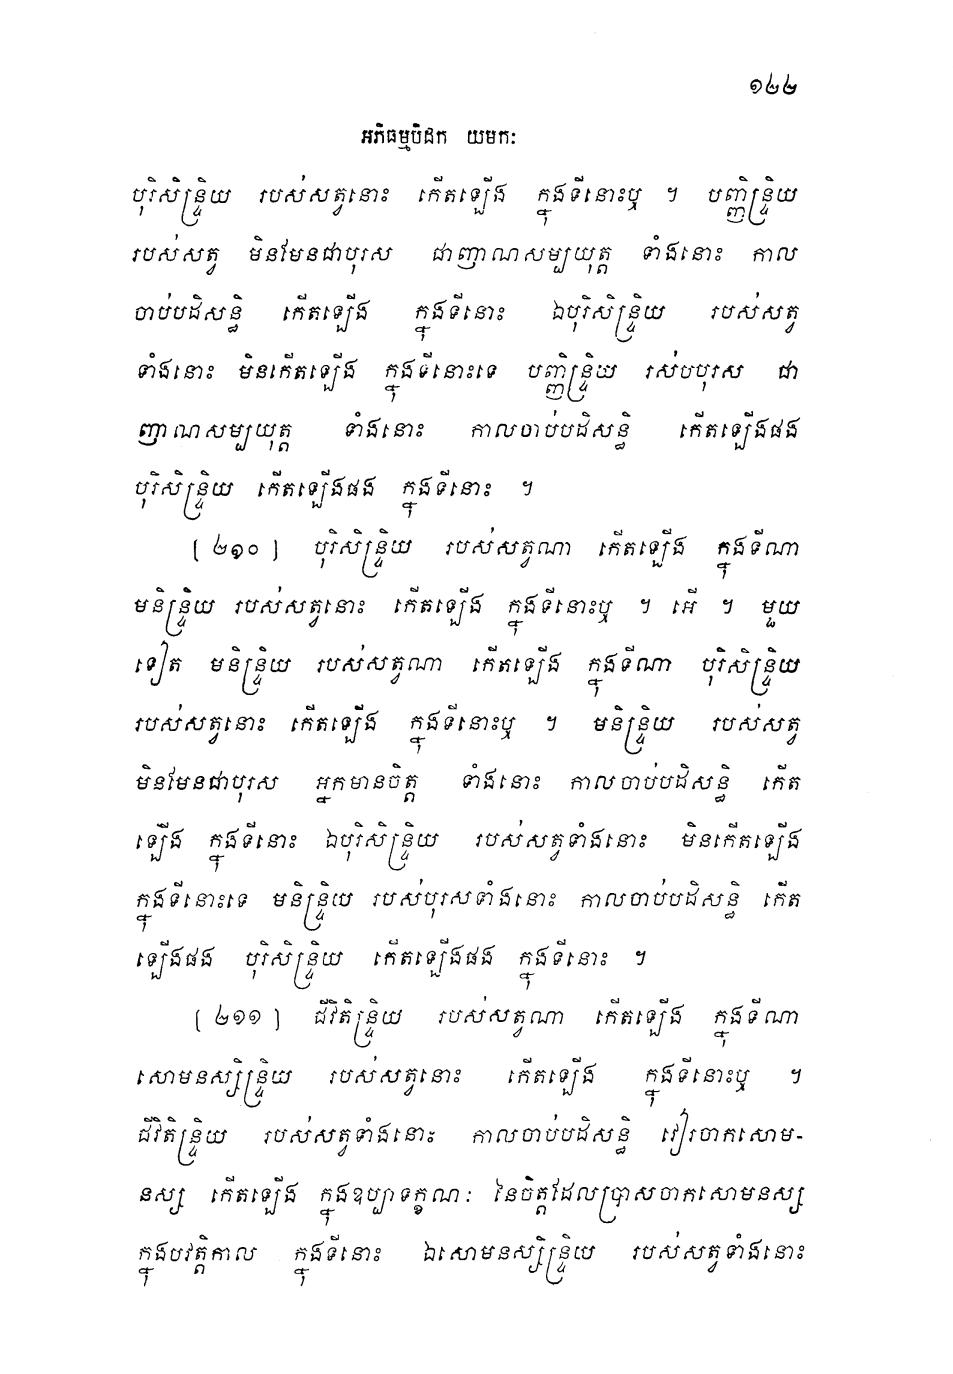 ១៤៤
អភិធម្មបិដក យមកៈ
បុរិសិន្ទ្រិយ របស់សត្វនោះ កើតឡើង ក្នុងទីនោះឬ ។ បញ្ញិន្ទ្រិយ
របស់សត្វ មិនមែនជាបុរស ជាញាណសម្បយុត្ត ទាំងនោះ កាល
ចាប់បដិសន្ធិ កើតឡើង ក្នុងទីនោះ ឯបុរិសិន្ទ្រិយ របស់សត្វ
ទាំងនោះ មិនកើតឡើង ក្នុងទីនោះទេ បញ្ញិន្ទ្រិយ រស់បបុរស ជា
ញាណសម្បយុត្ត ទាំងនោះ កាលចាប់បដិសន្ធិ កើតឡើងផង
បុរិសិន្ទ្រិយ កើតឡើងផង ក្នុងទីនោះ ។
[ ២១០ ] បុរិសិន្ទ្រិយ របស់សត្វណា កើតឡើង ក្នុងទីណា
មនិន្ទ្រិយ របស់សត្វនោះ កើតឡើង ក្នុងទីនោះឬ ។ អើ ។ មួយ
ទៀត មនិន្ទ្រិយ របស់សត្វណា កើតឡើង ក្នុងទីណា បុរិសិន្ទ្រិយ
របស់សត្វនោះ កើតឡើង ក្នុងទីនោះឬ ។ មនិន្ទ្រិយ របស់សត្វ
មិនមែនជាបុរស អ្នកមានចិត្ត ទាំងនោះ កាលចាប់បដិសន្ធិ កើត
ឡើង ក្នុងទីនោះ ឯបុរិសិន្ទ្រិយ របស់សត្វទាំងនោះ មិនកើតឡើង
ក្នុងទីនោះទេ មនិន្ទ្រិយ របស់បុរសទាំងនោះ កាលចាប់បដិសន្ធិ កើត
ឡើងផង បុរិសិន្ទ្រិយ កើតឡើងផង ក្នុងទីនោះ ។
[ ២១១ ] ជីវិតិន្ទ្រិយ របស់សត្វណា កើតឡើង ក្នុងទីណា
សោមនស្សិន្ទ្រិយ របស់សត្វនោះ កើតឡើង ក្នុងទីនោះឬ ។
ជីវិតិន្ទ្រិយ របស់សត្វទាំងនោះ កាលចាប់បដិសន្ធិ វៀរចាកសោម-
នស្ស កើតឡើង ក្នុងឧប្បាទក្ខណៈ នៃចិត្តដែលប្រាសចាកសោមនស្ស
ក្នុងបវត្តិកាល ក្នុងទីនោះ ឯសោមនស្សិន្ទ្រិយ របស់សត្វទាំងនោះ